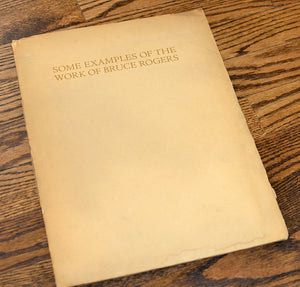 SOME EXAMPLES OF THE
WORK OF BRUCE ROGERS